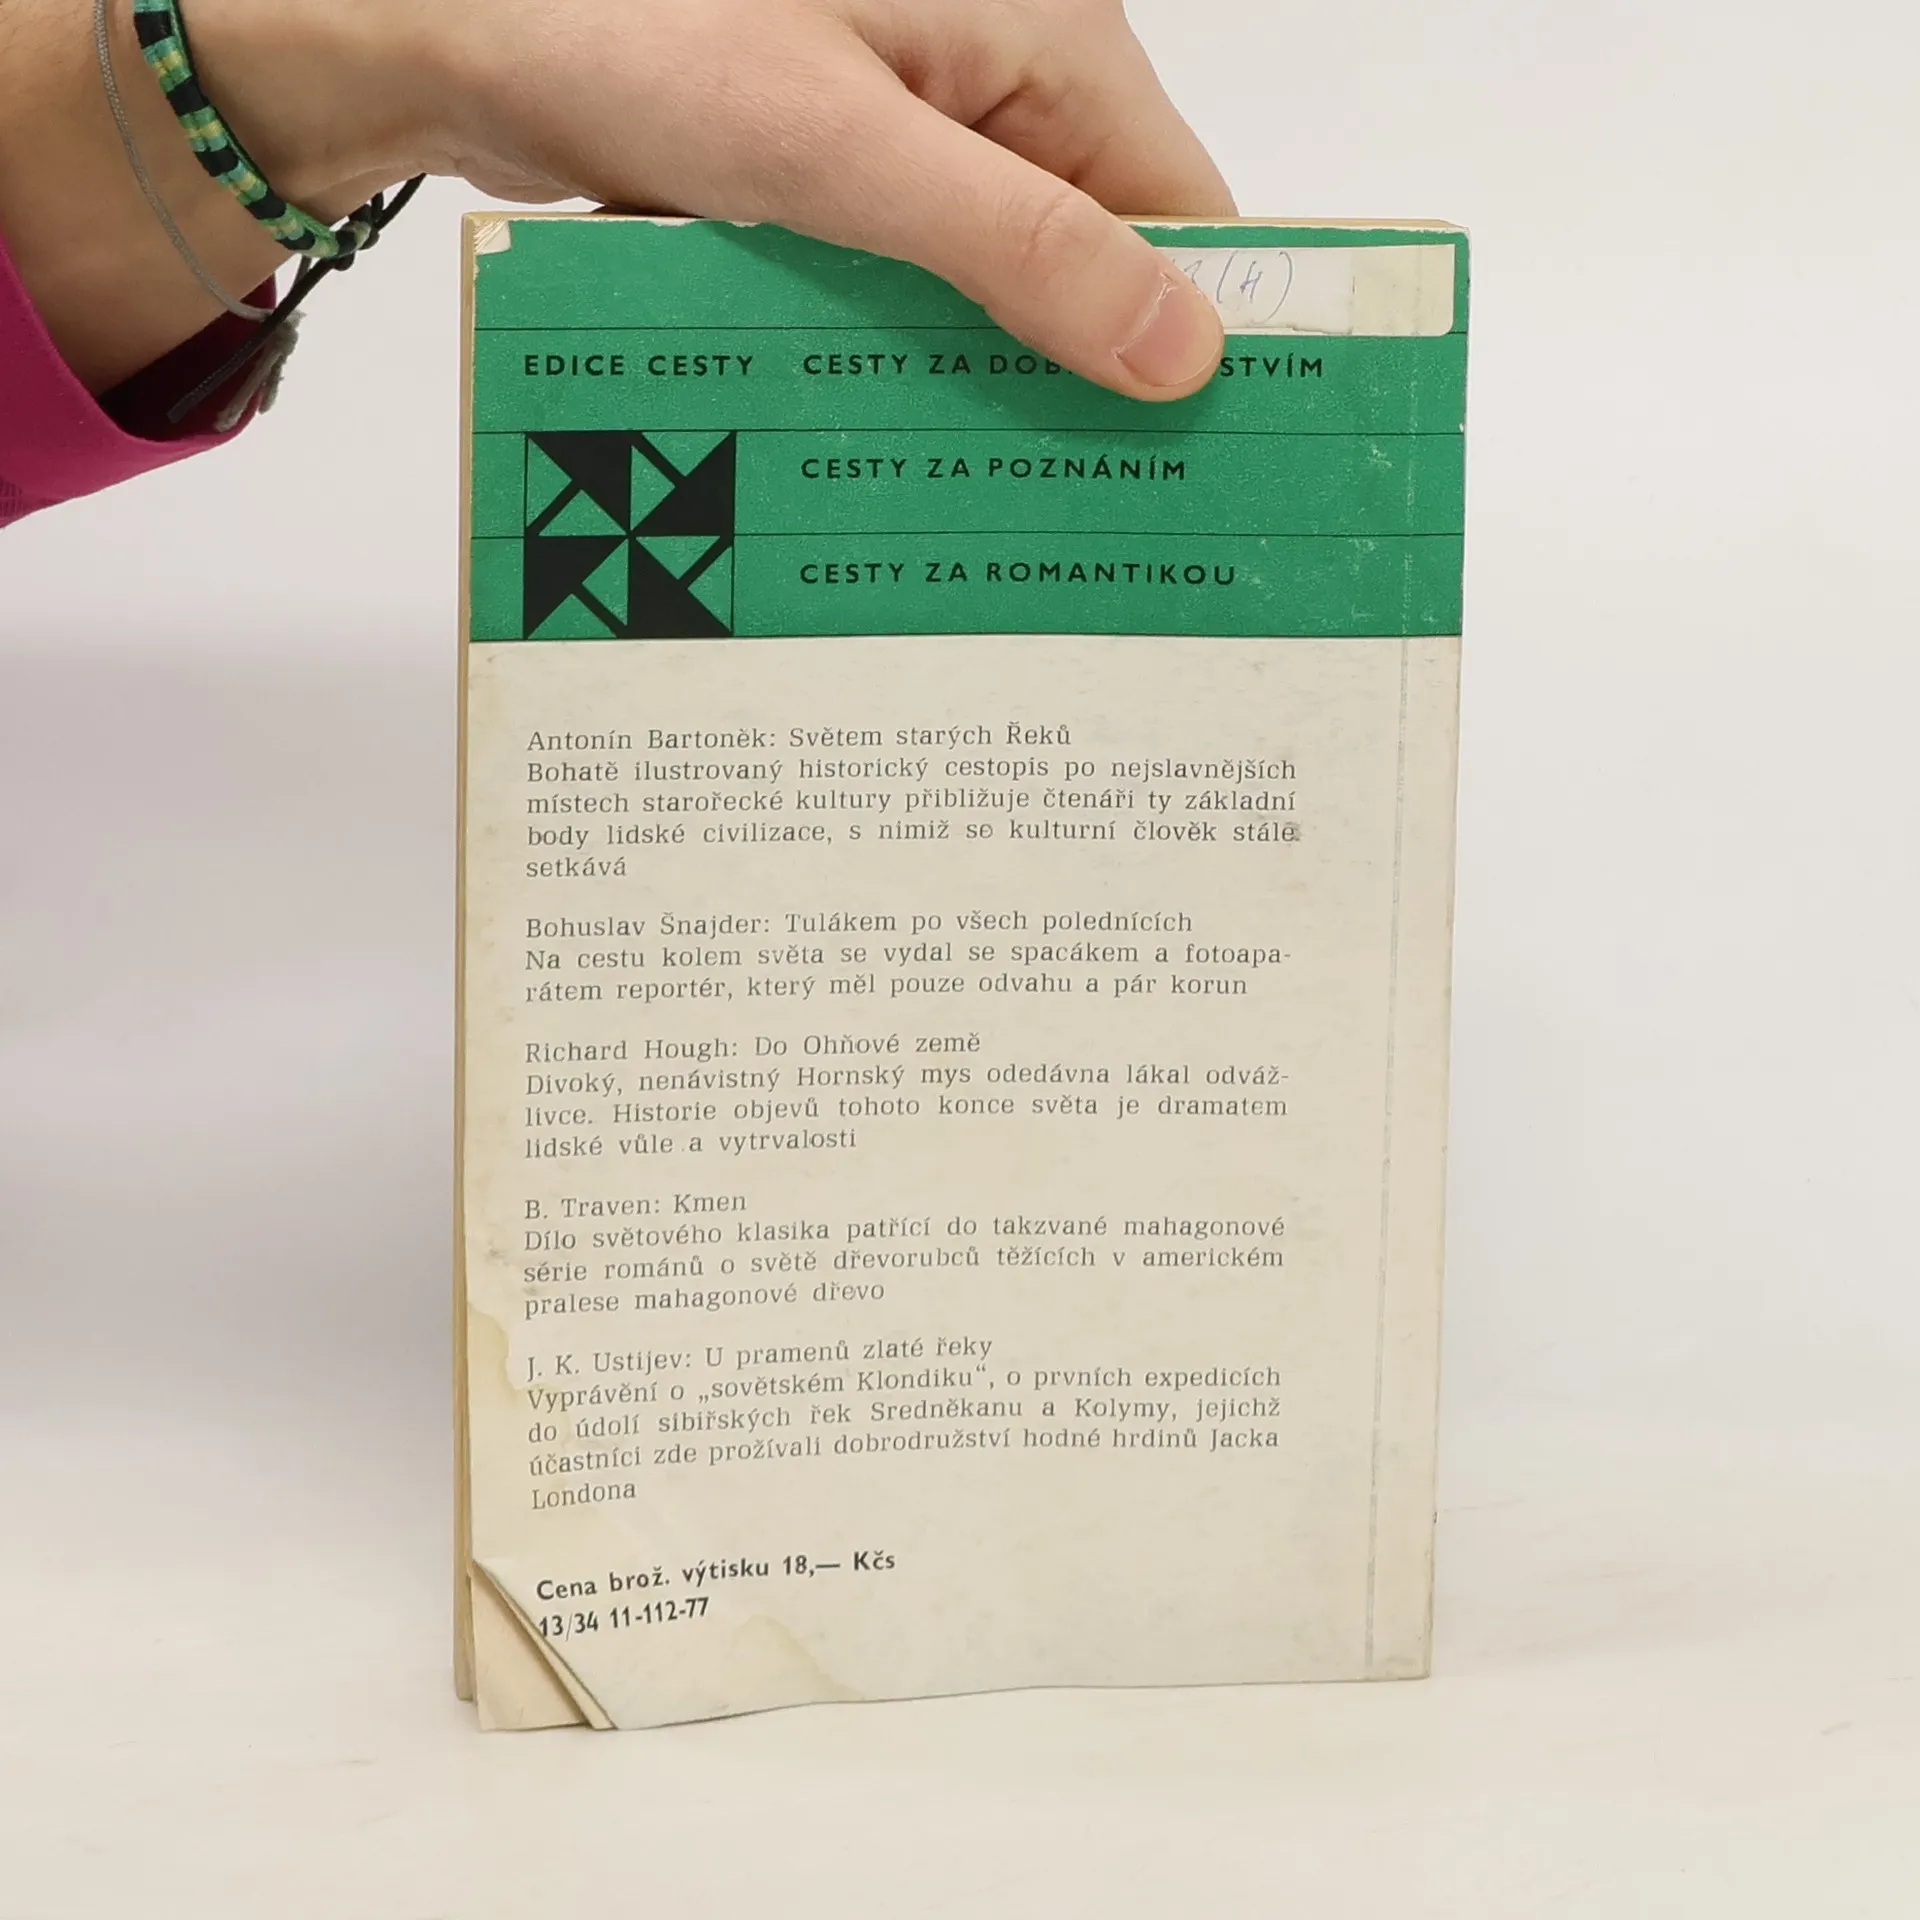 (H)
EDICE CESTY CESTY ZA DOB STVÍM
CESTY ZA POZNÁNÍM
CESTY ZA ROMANTIKOU
Antonín Bartoněk: Světem starých Řeků
Bohatě ilustrovaný historický cestopis po nejslavnějších
místech starořecké kultury přibližuje čtenáři ty základní
body lidské civilizace, s nimiž se kulturní člověk stále
setkává
Bohuslav Šnajder: Tulákem po všech polednících
Na cestu kolem světa se vydal se spacákem a fotoapa-
rátem reportér, který měl pouze odvahu a pár korun
Richard Hough: Do Ohňové země
Divoký, nenávistný Hornský mys odedávna lákal odváž-
livce. Historie objevů tohoto konce světa je dramatem
lidské vůle a vytrvalosti
B. Traven: Kmen
Dílo světového klasika patřící do takzvané mahagonové
série románů o světě dřevorubců těžících v americkém
pralese mahagonové dřevo
J. K. Ustijev: U pramenů zlaté řeky
Vyprávění o „sovětském Klondiku“, o prvních expedicích
do údolí sibiřských řek Sredněkanu a Kolymy, jejichž
účastníci zde prožívali dobrodružství hodné hrdinů Jacka
Londona
Cena brož. výtisku 18,— Kčs
13/34 11-112-77